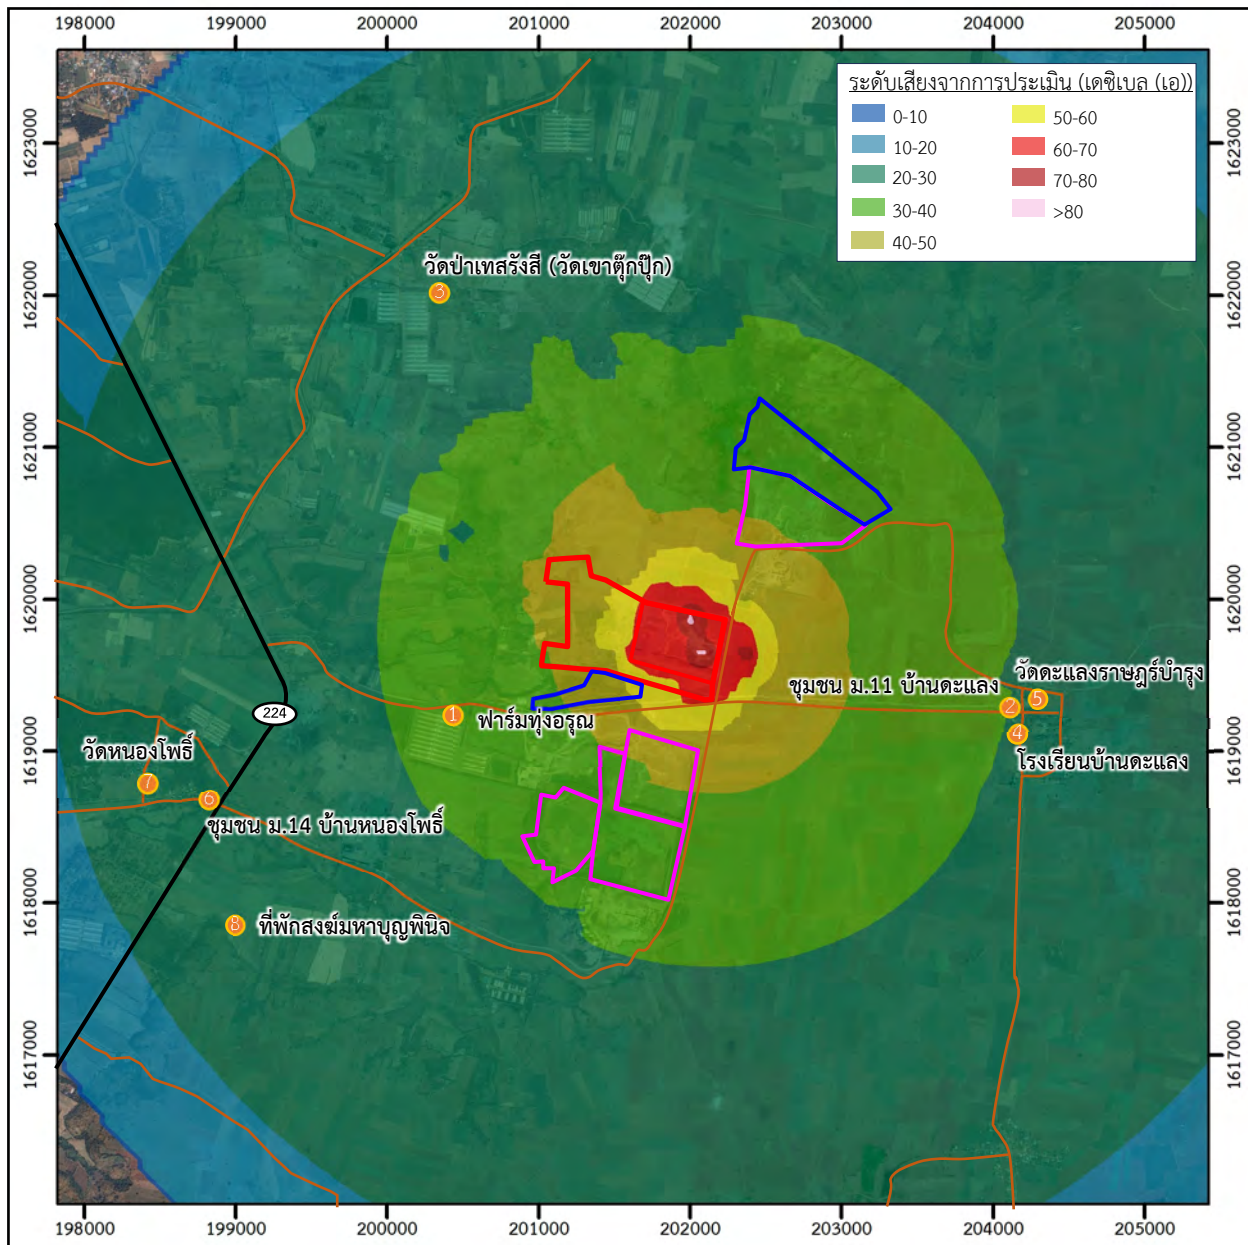 198000 199000 200000 201000 202000 203000 204000 205000
ระดับเสียงจากการประเมิน (เดซิเบล (เอ))
0-10
10-20
20-30
30-40
40-50
50-60
60-70
70-80
>80
1623000
1622000
1621000
1620000
1619000
1618000
1617000
1623000
1622000
1621000
1620000
1619000
1618000
1617000
วัดป่าเทสรังสี (วัดเขาตุ๊กปุ๊ก)
3
วัดดะแลงราษฎร์บำรุง
ชุมชน ม.11 บ้านดะแลง
2
5
4
โรงเรียนบ้านดะแลง
1
ฟาร์มทุ่งอรุณ
224
วัดหนองโพธิ์
7
6
ชุมชน ม.14 บ้านหนองโพธิ์
8
ที่พักสงฆ์มหาบุญพินิจ
198000 199000 200000 201000 202000 203000 204000 205000